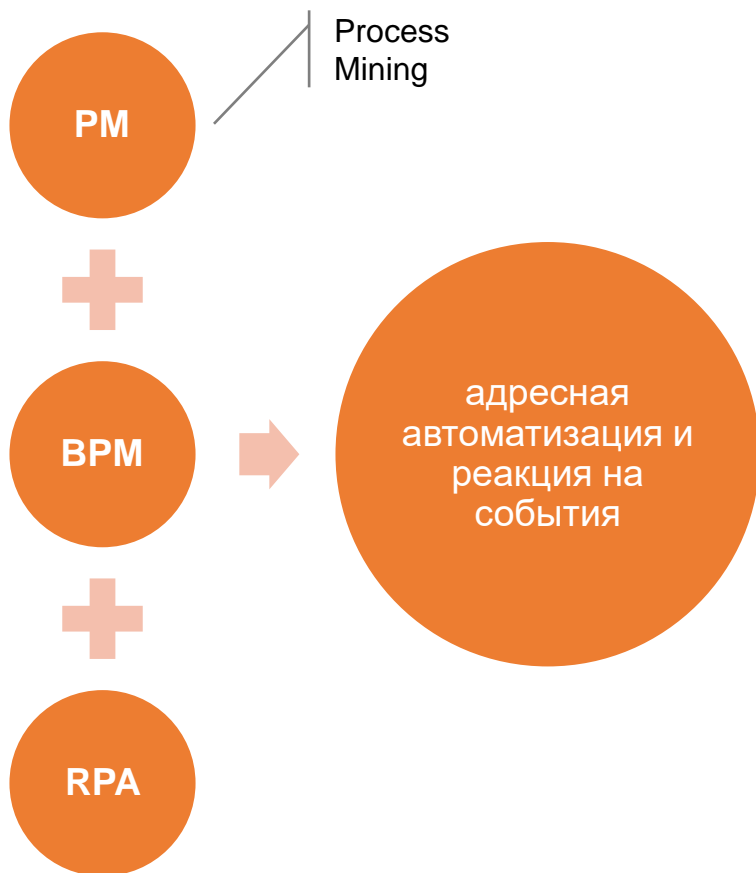 Process
Mining
PM
BPM
адресная
автоматизация и
реакция на
события
RPA